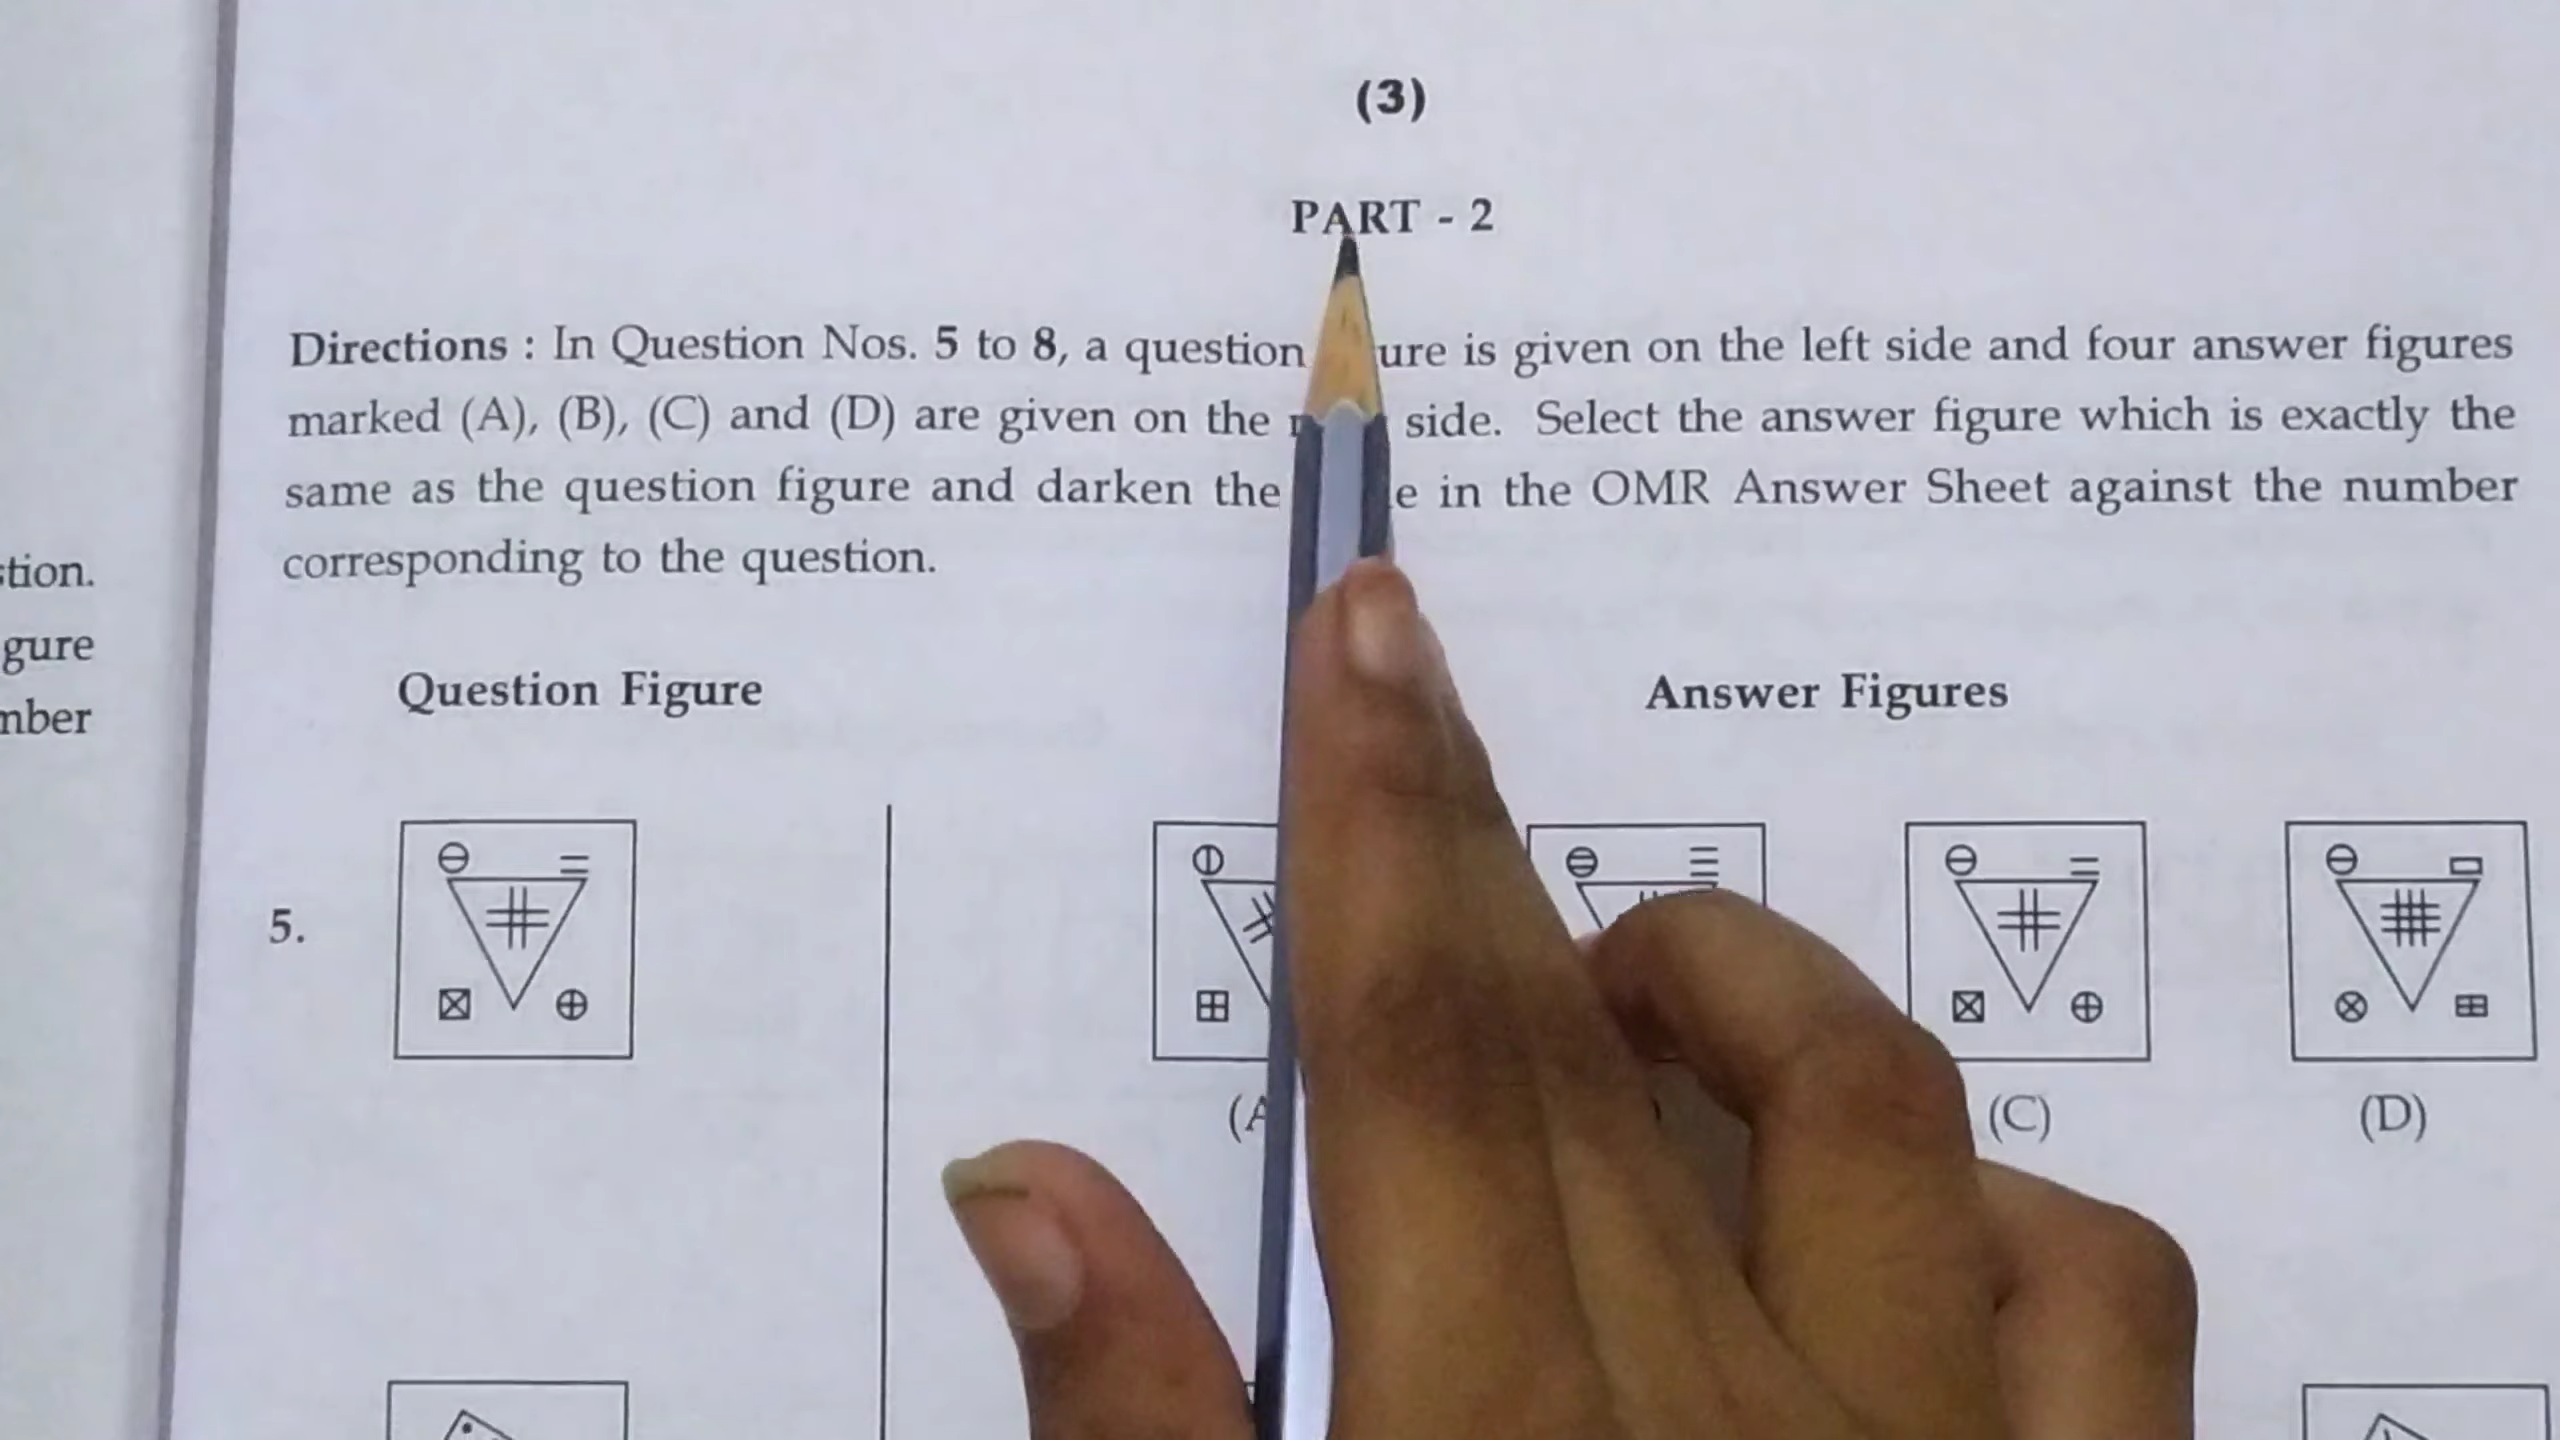 (3)
PART - 2
Directions : In Question Nos. 5 to 8, a question ure is given on the left side and four answer figures
marked (A), (B), (C) and (D) are given on the side. Select the answer figure which is exactly the
same as the question figure and darken the e in the OMR Answer Sheet against the number
corresponding to the question.
tion.
gure
mber
Question Figure
Answer Figures
5.
(A
(C)
(D)